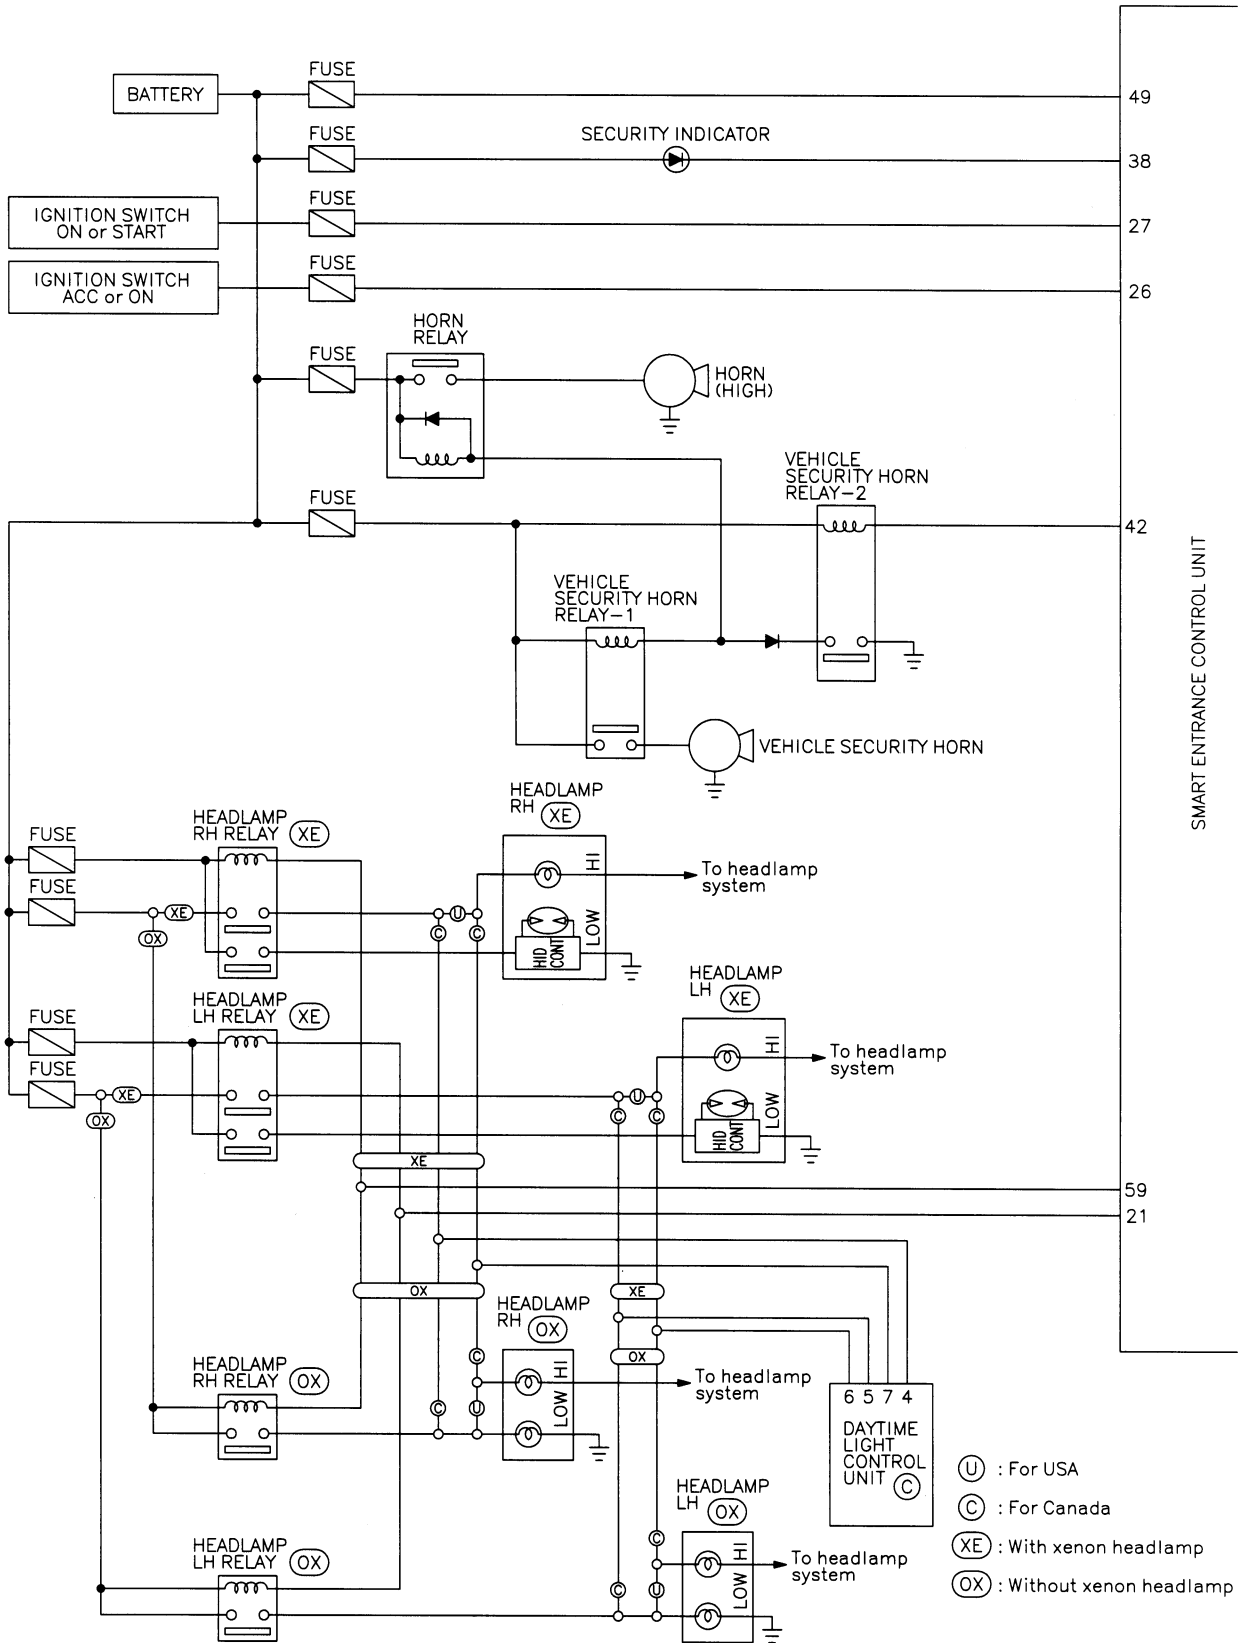 FUSE
BATTERY
49
FUSE
SECURITY INDICATOR
38
IGNITION SWITCH
ON or START
FUSE
27
IGNITION SWITCH
ACC or ON
FUSE
26
HORN
RELAY
FUSE
HORN
(HIGH)
VEHICLE
SECURITY HORN
RELAY-2
FUSE
42
VEHICLE
SECURITY HORN
RELAY-1
VEHICLE SECURITY HORN
SMART ENTRANCE CONTROL UNIT
HEADLAMP
RH XE
HEADLAMP
RH RELAY XE
FUSE
HI
To headlamp
system
FUSE
XE
U
LOW
OX
C
C
HID
CONT
HEADLAMP
LH XE
HEADLAMP
LH RELAY XE
FUSE
HI
To headlamp
system
FUSE
XE
U
LOW
OX
C
C
HID
CONT
XE
59
21
OX
XE
HEADLAMP
RH OX
OX
C
HEADLAMP
RH RELAY OX
HI
To headlamp
system
C
U
LOW
6 5 7 4
DAYTIME
LIGHT
CONTROL
UNIT C
HEADLAMP
LH OX
C
HEADLAMP
LH RELAY OX
HI
To headlamp
system
C
U
LOW
U : For USA
C : For Canada
XE : With xenon headlamp
OX : Without xenon headlamp